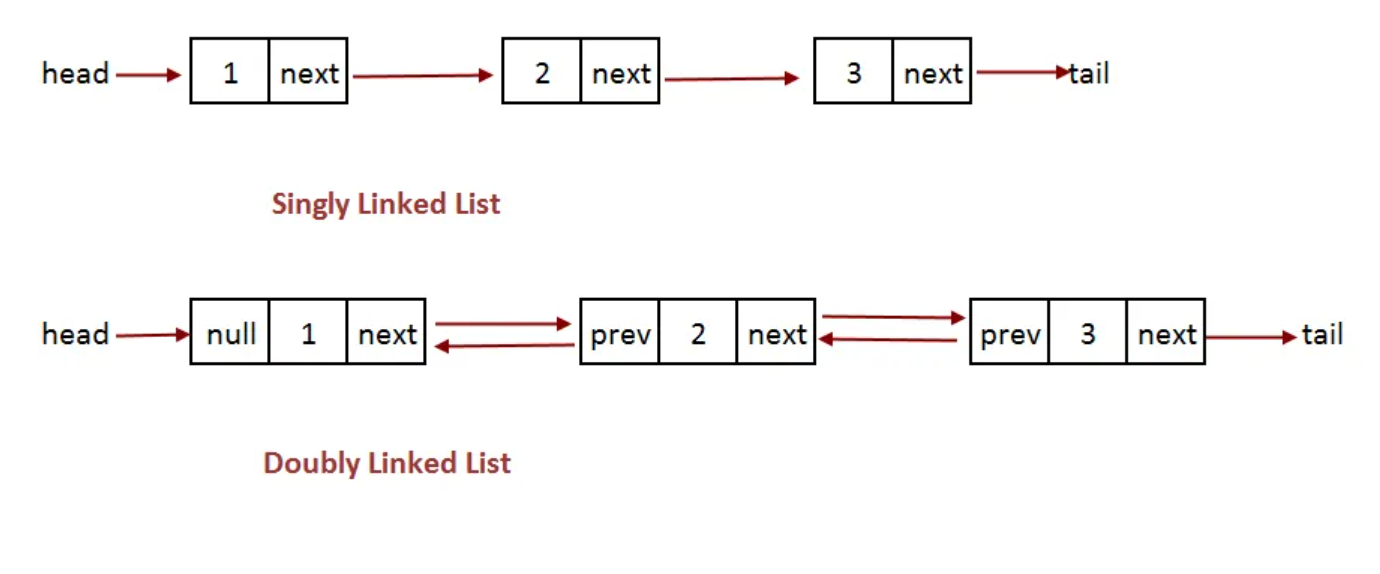 head 1 next 2 next 3 next tail
Singly Linked List
head null 1 next prev 2 next prev 3 next tail
Doubly Linked List